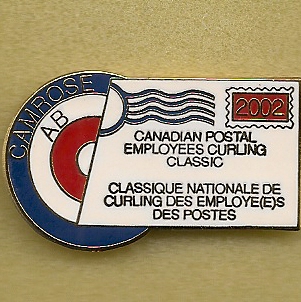 CAMROSE
AB
2002
CANADIAN POSTAL
EMPLOYEES CURLING
CLASSIC
CLASSIQUE NATIONALE DE
CURLING DES EMPLOYE(E)S
DES POSTES